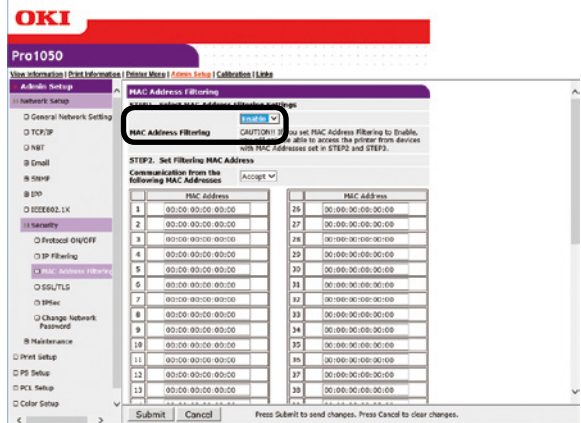 OKI
Pro1050
View Information | Print Information | Printer Menu | Admin Setup | Calibration | Links
Admin Setup
Network Setup
General Network Setting
TCP/IP
NBT
Email
SNMP
IPP
IEEE802.1X
Security
Protocol ON/OFF
IP Filtering
MAC Address Filtering
SSL/TLS
IPSec
Change Network
Password
Maintenance
Print Setup
PS Setup
PCL Setup
Color Setup
MAC Address Filtering
STEP1. Select MAC Address Filtering Settings
MAC Address Filtering
Enable
CAUTION!! If you set MAC Address Filtering to Enable,
you will only be able to access the printer from devices
with MAC Addresses set in STEP2 and STEP3.
STEP2. Set Filtering MAC Address
Communication from the
following MAC Addresses
Accept
MAC Address MAC Address
1 00:00:00:00:00:00 26 00:00:00:00:00:00
2 00:00:00:00:00:00 27 00:00:00:00:00:00
3 00:00:00:00:00:00 28 00:00:00:00:00:00
4 00:00:00:00:00:00 29 00:00:00:00:00:00
5 00:00:00:00:00:00 30 00:00:00:00:00:00
6 00:00:00:00:00:00 31 00:00:00:00:00:00
7 00:00:00:00:00:00 32 00:00:00:00:00:00
8 00:00:00:00:00:00 33 00:00:00:00:00:00
9 00:00:00:00:00:00 34 00:00:00:00:00:00
10 00:00:00:00:00:00 35 00:00:00:00:00:00
11 00:00:00:00:00:00 36 00:00:00:00:00:00
12 00:00:00:00:00:00 37 00:00:00:00:00:00
13 00:00:00:00:00:00 38 00:00:00:00:00:00
Submit Cancel Press Submit to send changes. Press Cancel to clear changes.